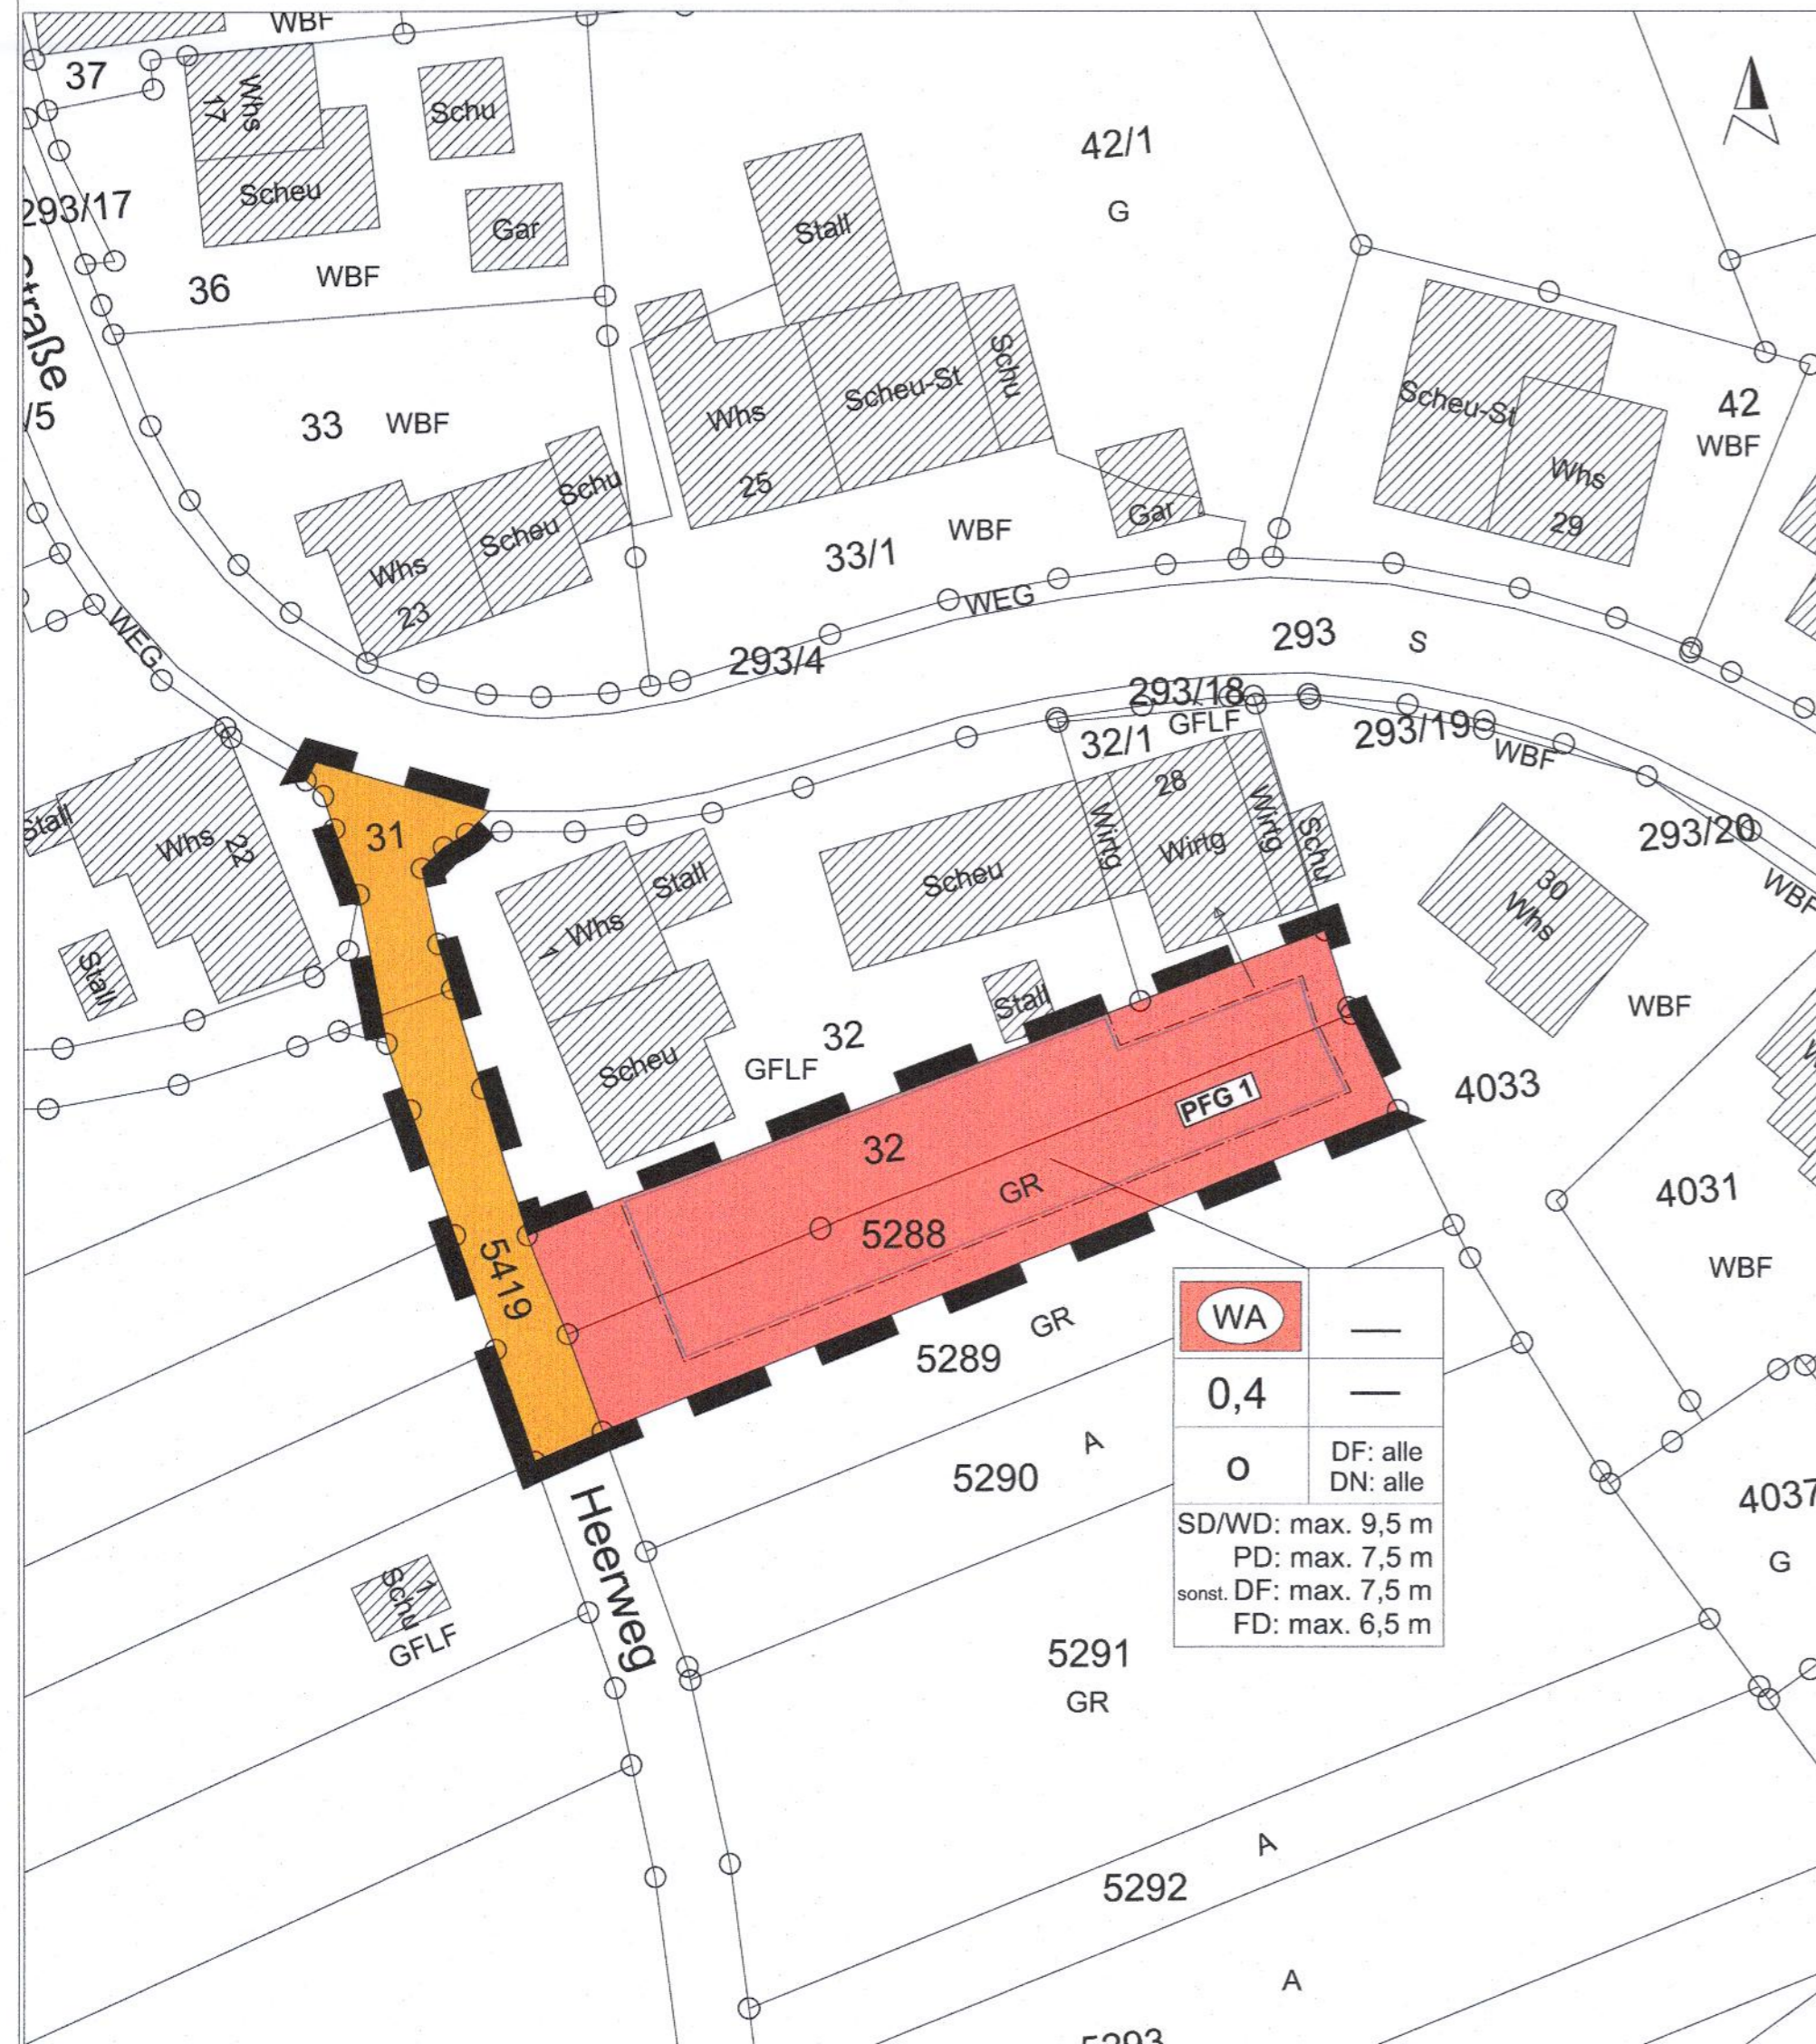 WBF
37
Whs
17
Schu
Scheu
Gar
293/17
36
WBF
Straße
/5
42/1
G
Stall
33
WBF
Whs
25
Scheu-St
Schu
Scheu-St
Whs
29
42
WBF
Schu
Scheu
Whs
23
33/1
WBF
Gar
WEG
WEG
293/4
293
S
293/18
GFLF
32/1
293/19
WBF
293/20
WBF
31
Stall
Whs
22
Stall
Whs
1
Stall
Scheu
Scheu
Wirtg
28
Wirtg
Wirtg
Schu
30
Whs
WBF
Stall
32
GFLF
4033
PFG 1
32
GR
5288
5419
4031
WBF
GR
5289
WA
—
0,4
—
o
DF: alle
DN: alle
SD/WD: max. 9,5 m
PD: max. 7,5 m
sonst. DF: max. 7,5 m
FD: max. 6,5 m
A
5290
4037
G
Heerweg
Schu
1
GFLF
5291
GR
A
5292
A
5293